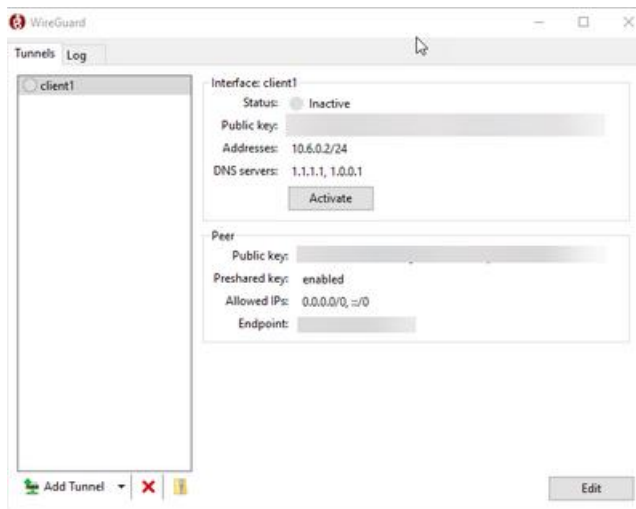 WireGuard
Tunnels Log
client1
Interface: client1
Status: Inactive
Public key:
Addresses: 10.6.0.2/24
DNS servers: 1.1.1.1, 1.0.0.1
Activate
Peer
Public key:
Preshared key: enabled
Allowed IPs: 0.0.0.0/0, ::/0
Endpoint:
Add Tunnel
Edit